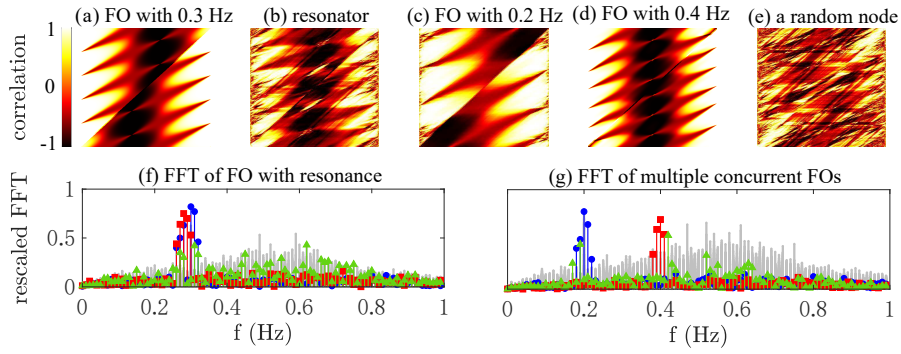 (a) FO with 0.3 Hz
(b) resonator
(c) FO with 0.2 Hz
(d) FO with 0.4 Hz
(e) a random node
correlation
1
0
-1
(f) FFT of FO with resonance
rescaled FFT
1
0.5
0
0 0.2 0.4 0.6 0.8 1
f (Hz)
(g) FFT of multiple concurrent FOs
0 0.2 0.4 0.6 0.8 1
f (Hz)